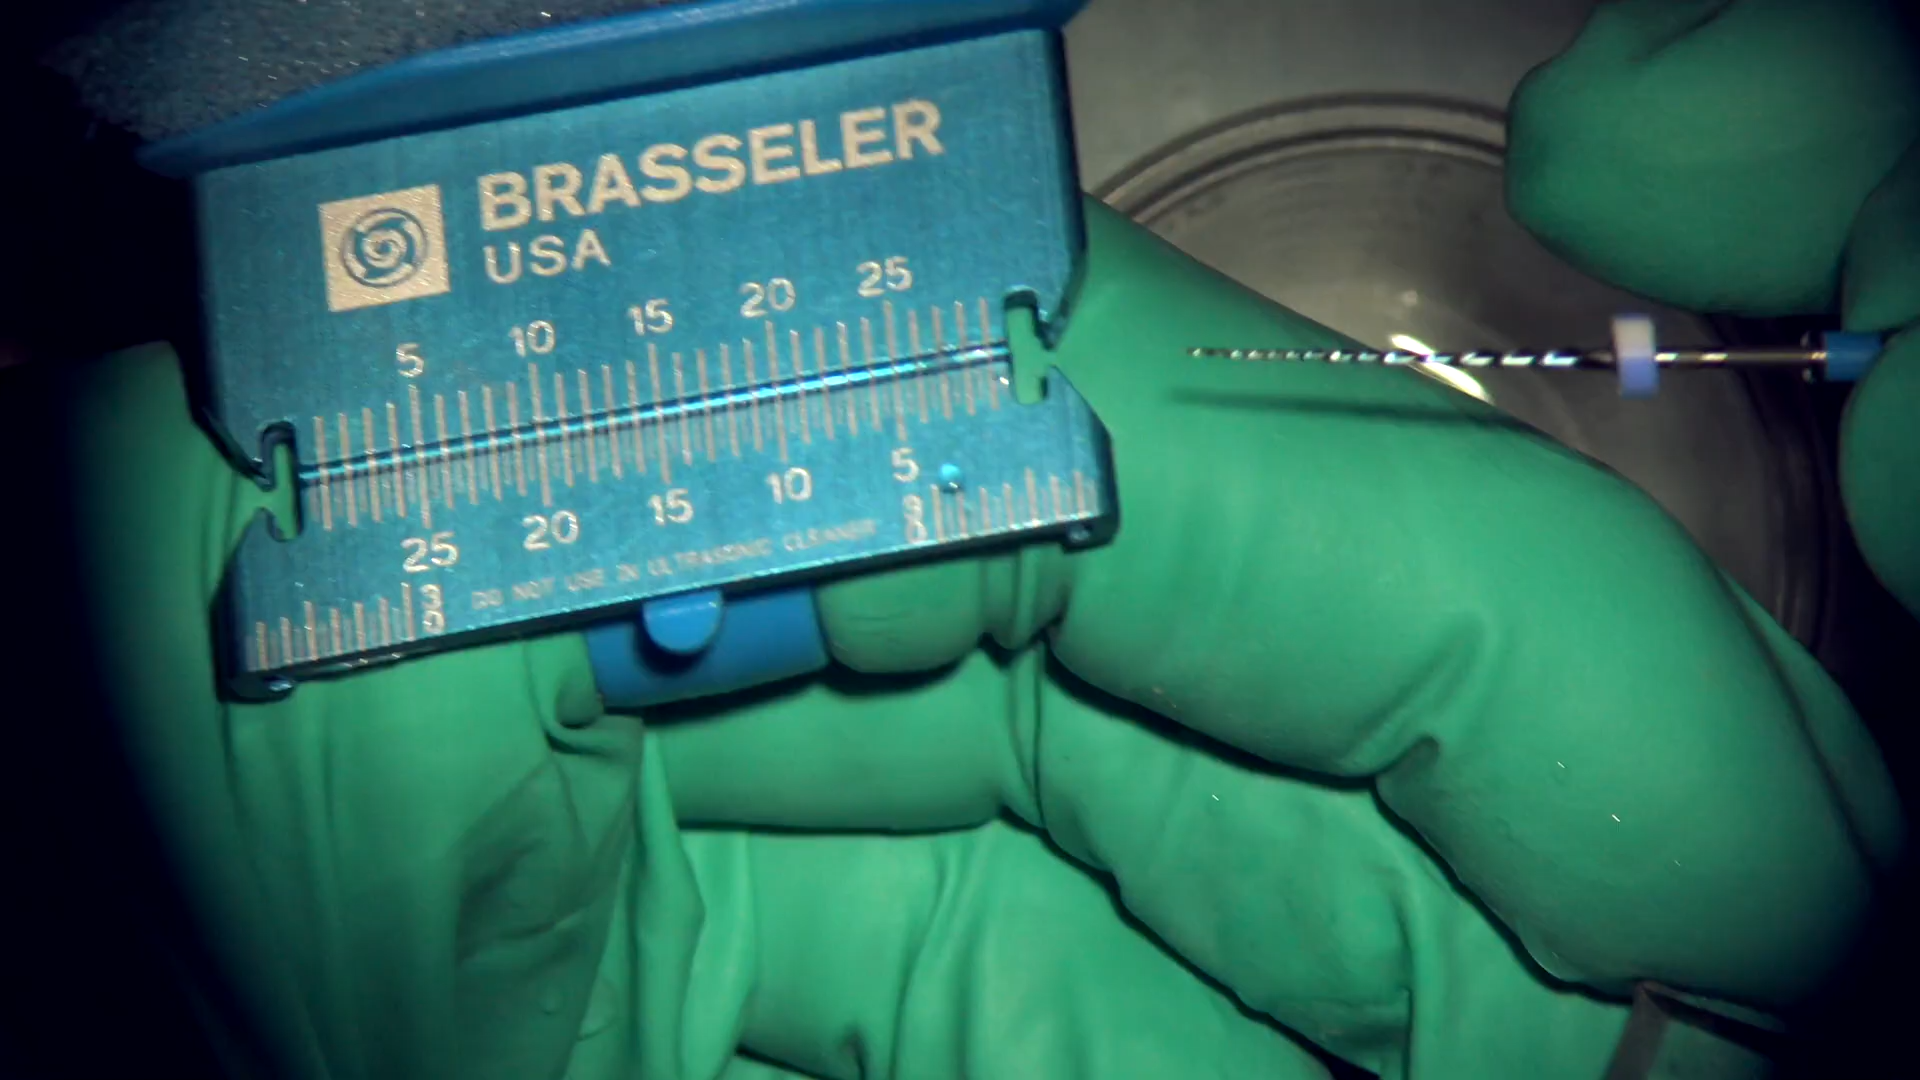 BRASSELER
USA
5 10 15 20 25
25 20 15 10 5
DO NOT USE IN ULTRASONIC CLEANER